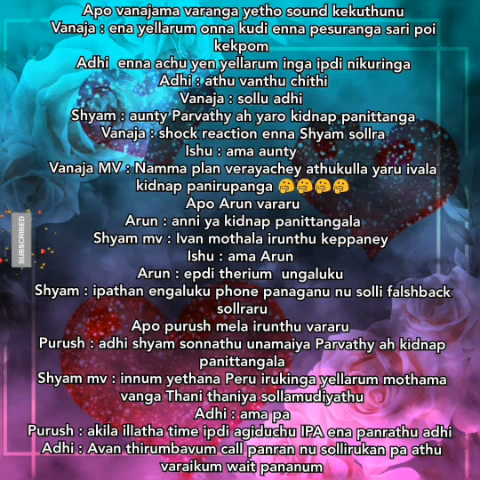 Apo vanajama varanga yetho sound kekuthunu
Vanaja : ena yellarum onna kudi enna pesuranga sari poi
kekpom
Adhi  enna achu yen yellarum inga ipdi nikuringa
Adhi : athu vanthu chithi
Vanaja : sollu adhi
Shyam : aunty Parvathy ah yaro kidnap panittanga
Vanaja : shock reaction enna Shyam sollra
Ishu : ama aunty
Vanaja MV : Namma plan verayachey athukulla yaru ivala
kidnap panirupanga 🤔🤔🤔🤔
Apo Arun vararu
Arun : anni ya kidnap panittangala
Shyam mv : Ivan mothala irunthu keppaney
Ishu : ama Arun
Arun : epdi therium  ungaluku
Shyam : ipathan engaluku phone panaganu nu solli falshback
sollraru
Apo purush mela irunthu vararu
Purush : adhi shyam sonnathu unamaiya Parvathy ah kidnap
panittangala
Shyam mv : innum yethana Peru irukinga yellarum mothama
vanga Thani thaniya sollamudiyathu
Adhi : ama pa
Purush : akila illatha time ipdi agiduchu IPA ena panrathu adhi
Adhi : Avan thirumbavum call panran nu sollirukan pa athu
varaikum wait pananum
SUBSCRIBED